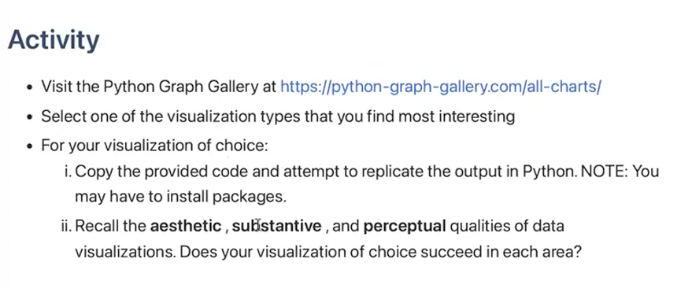 Activity
• Visit the Python Graph Gallery at https://python-graph-gallery.com/all-charts/
• Select one of the visualization types that you find most interesting
• For your visualization of choice:
i. Copy the provided code and attempt to replicate the output in Python. NOTE: You
may have to install packages.
ii. Recall the aesthetic , substantive , and perceptual qualities of data
visualizations. Does your visualization of choice succeed in each area?